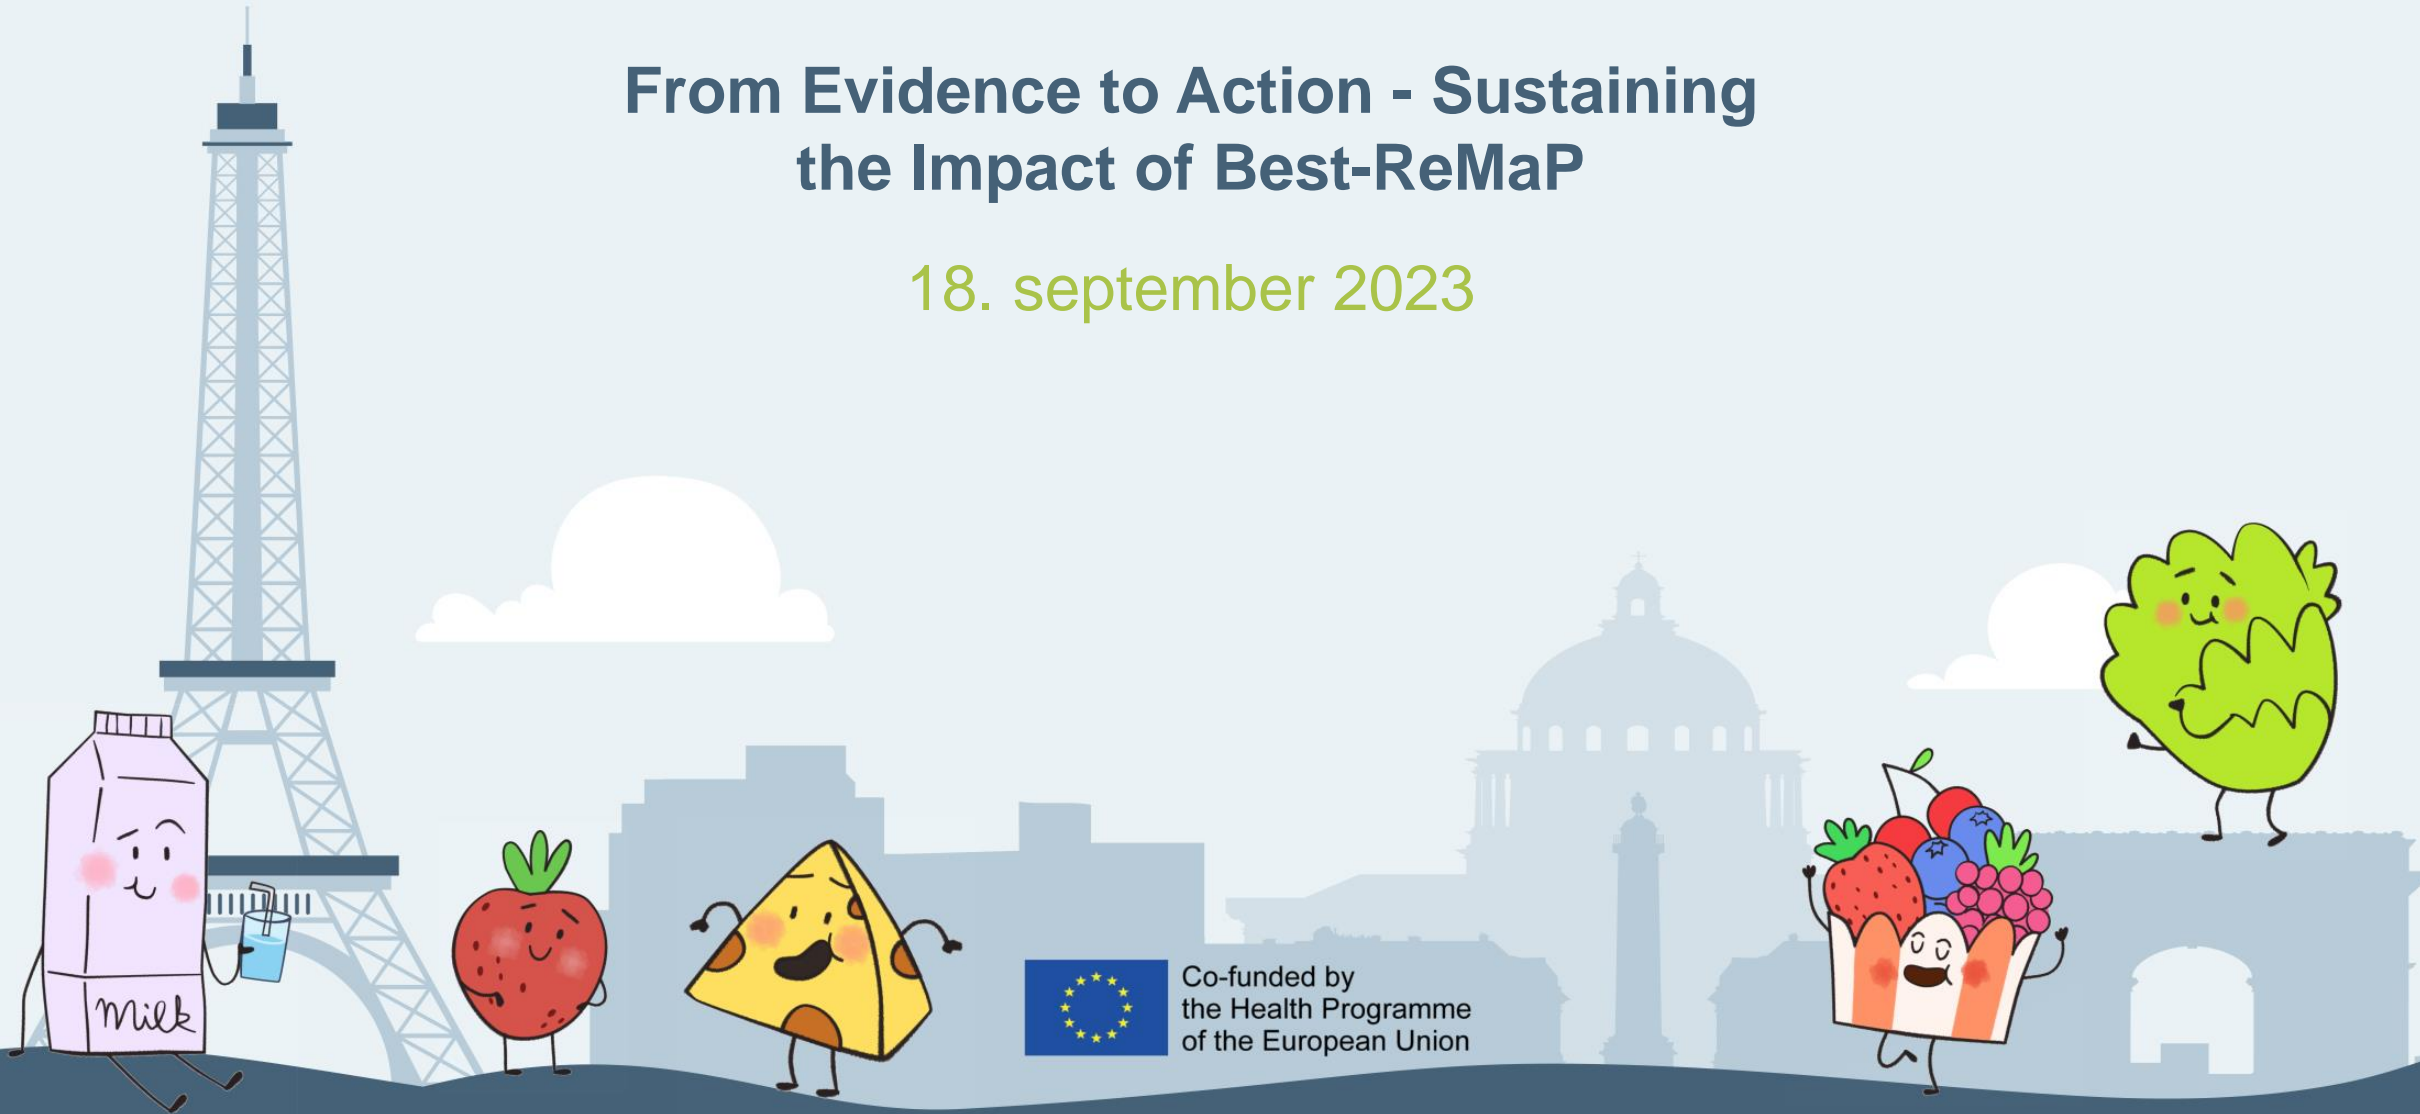 From Evidence to Action - Sustaining
the Impact of Best-ReMaP
18. september 2023
milk
Co-funded by
the Health Programme
of the European Union